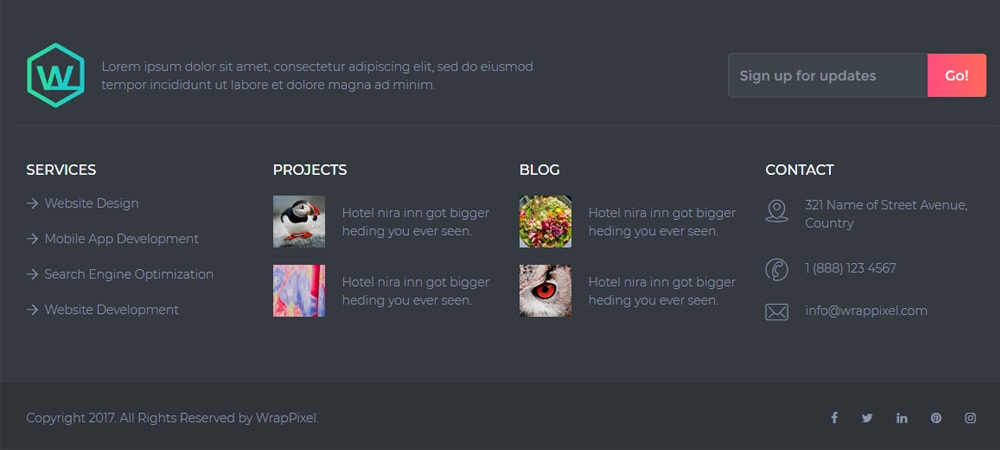 W
Lorem ipsum dolor sit amet, consectetur adipiscing elit, sed do eiusmod
tempor incididunt ut labore et dolore magna ad minim.
Sign up for updates
Go!
SERVICES
Website Design
Mobile App Development
Search Engine Optimization
Website Development
PROJECTS
Hotel nira inn got bigger
heding you ever seen.
Hotel nira inn got bigger
heding you ever seen.
BLOG
Hotel nira inn got bigger
heding you ever seen.
Hotel nira inn got bigger
heding you ever seen.
CONTACT
321 Name of Street Avenue,
Country
1 (888) 123 4567
info@wrappixel.com
Copyright 2017. All Rights Reserved by WrapPixel.